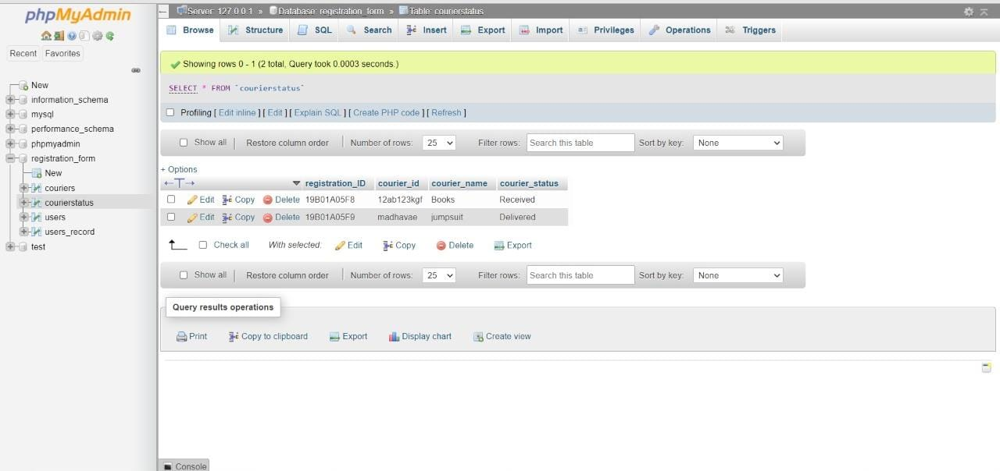 phpMyAdmin
Recent Favorites
New
information_schema
mysql
performance_schema
phpmyadmin
registration_form
New
couriers
courierstatus
users
users_record
test
Server: 127.0.0.1 » Database: registration_form » Table: courierstatus
Browse Structure SQL Search Insert Export Import Privileges Operations Triggers
Showing rows 0 - 1 (2 total, Query took 0.0003 seconds.)
SELECT * FROM `courierstatus`
Profiling [ Edit inline ] [ Edit ] [ Explain SQL ] [ Create PHP code ] [ Refresh ]
Show all Restore column order Number of rows: 25 Filter rows: Search this table Sort by key: None
+ Options
←T→ registration_ID courier_id courier_name courier_status
Edit Copy Delete 19B01A05F8 12ab123kgf Books Received
Edit Copy Delete 19B01A05F9 madhavae jumpsuit Delivered
Check all With selected: Edit Copy Delete Export
Show all Restore column order Number of rows: 25 Filter rows: Search this table Sort by key: None
Query results operations
Print Copy to clipboard Export Display chart Create view
Console